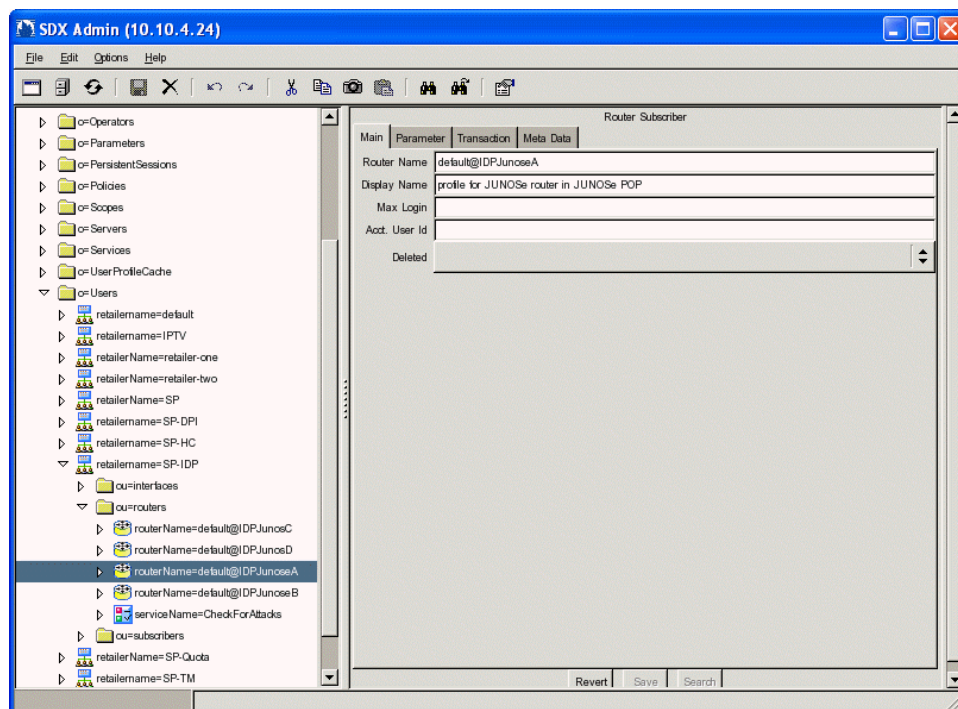 SDX Admin (10.10.4.24)
File Edit Options Help
o=Operators
o=Parameters
o=PersistentSessions
o=Policies
o=Scopes
o=Servers
o=Services
o=UserProfileCache
o=Users
retailername=default
retailername=IPTV
retailerName=retailer-one
retailerName=retailer-two
retailerName=SP
retailername=SP-DPI
retailername=SP-HC
retailername=SP-IDP
ou=interfaces
ou=routers
routerName=default@IDPJunosC
routerName=default@IDPJunosD
routerName=default@IDPJunoseA
routerName=default@IDPJunoseB
serviceName=CheckForAttacks
ou=subscribers
retailerName=SP-Quota
retailername=SP-TM
Router Subscriber
Main Parameter Transaction Meta Data
Router Name default@IDPJunoseA
Display Name profile for JUNOSe router in JUNOSe POP
Max Login
Acct. User Id
Deleted
Revert Save Search